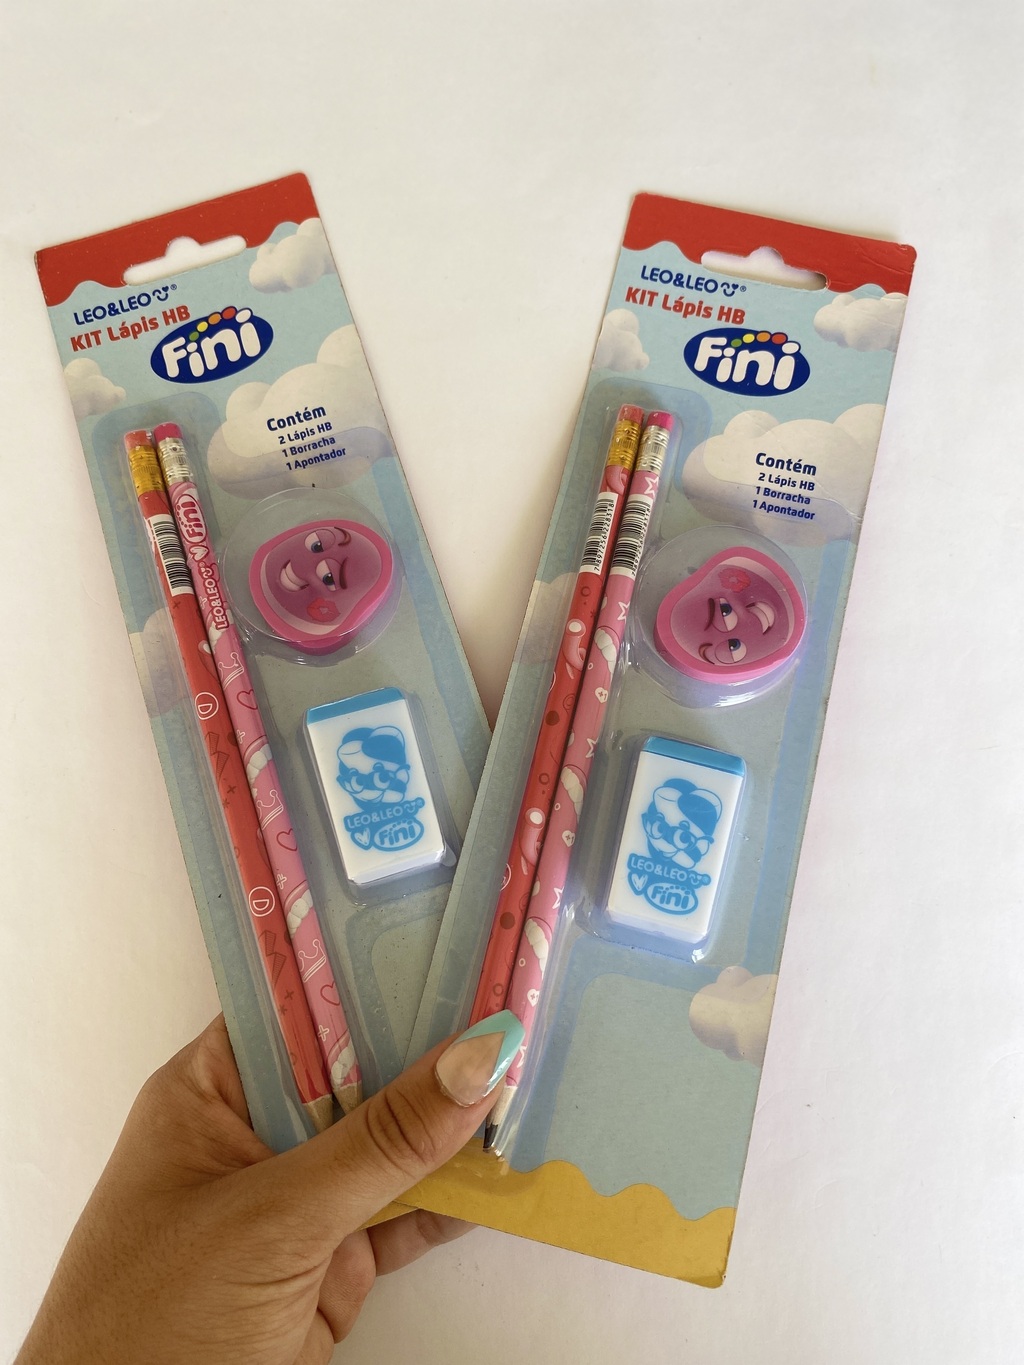 LEO&LEO®
KIT Lápis HB
Fini
Contém
2 Lápis HB
1 Borracha
1 Apontador
LEO&LEO Fini
D
D
LEO&LEO®
Fini
LEO&LEO®
KIT Lápis HB
Fini
Contém
2 Lápis HB
1 Borracha
1 Apontador
LEO&LEO®
Fini